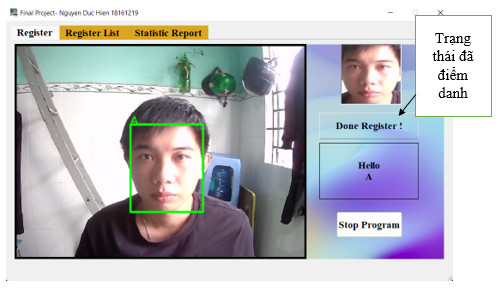 Final Project- Nguyen Duc Hien 18161219
Register
Register List
Statistic Report
Trạng
thái đã
điểm
danh
A
Done Register !
Hello
A
Stop Program